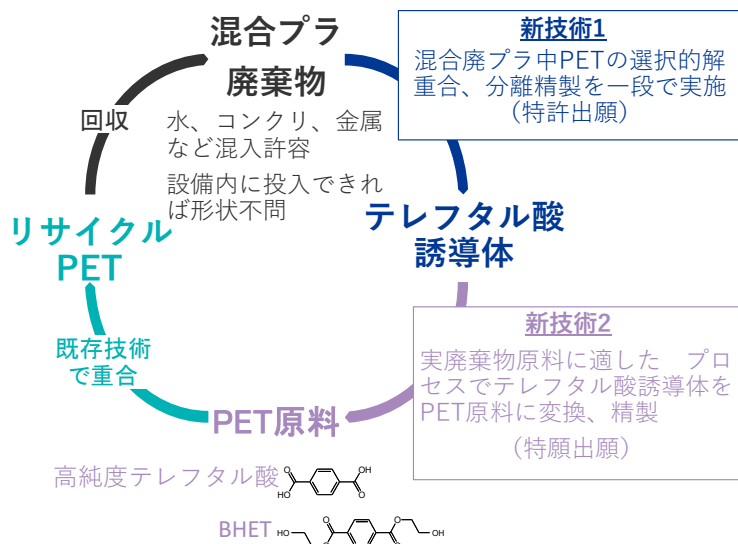 混合プラ
廃棄物
回収
水、コンクリ、金属
など混入許容
設備内に投入できれ
ば形状不問
新技術1
混合廃プラ中PETの選択的解
重合、分離精製を一段で実施
（特許出願）
テレフタル酸
誘導体
リサイクル
PET
新技術2
実廃棄物原料に適した　プロ
セスでテレフタル酸誘導体を
PET原料に変換、精製
（特願出願）
既存技術
で重合
PET原料
高純度テレフタル酸
O
OH
HO
O
BHET
HO
O
O
OH
O